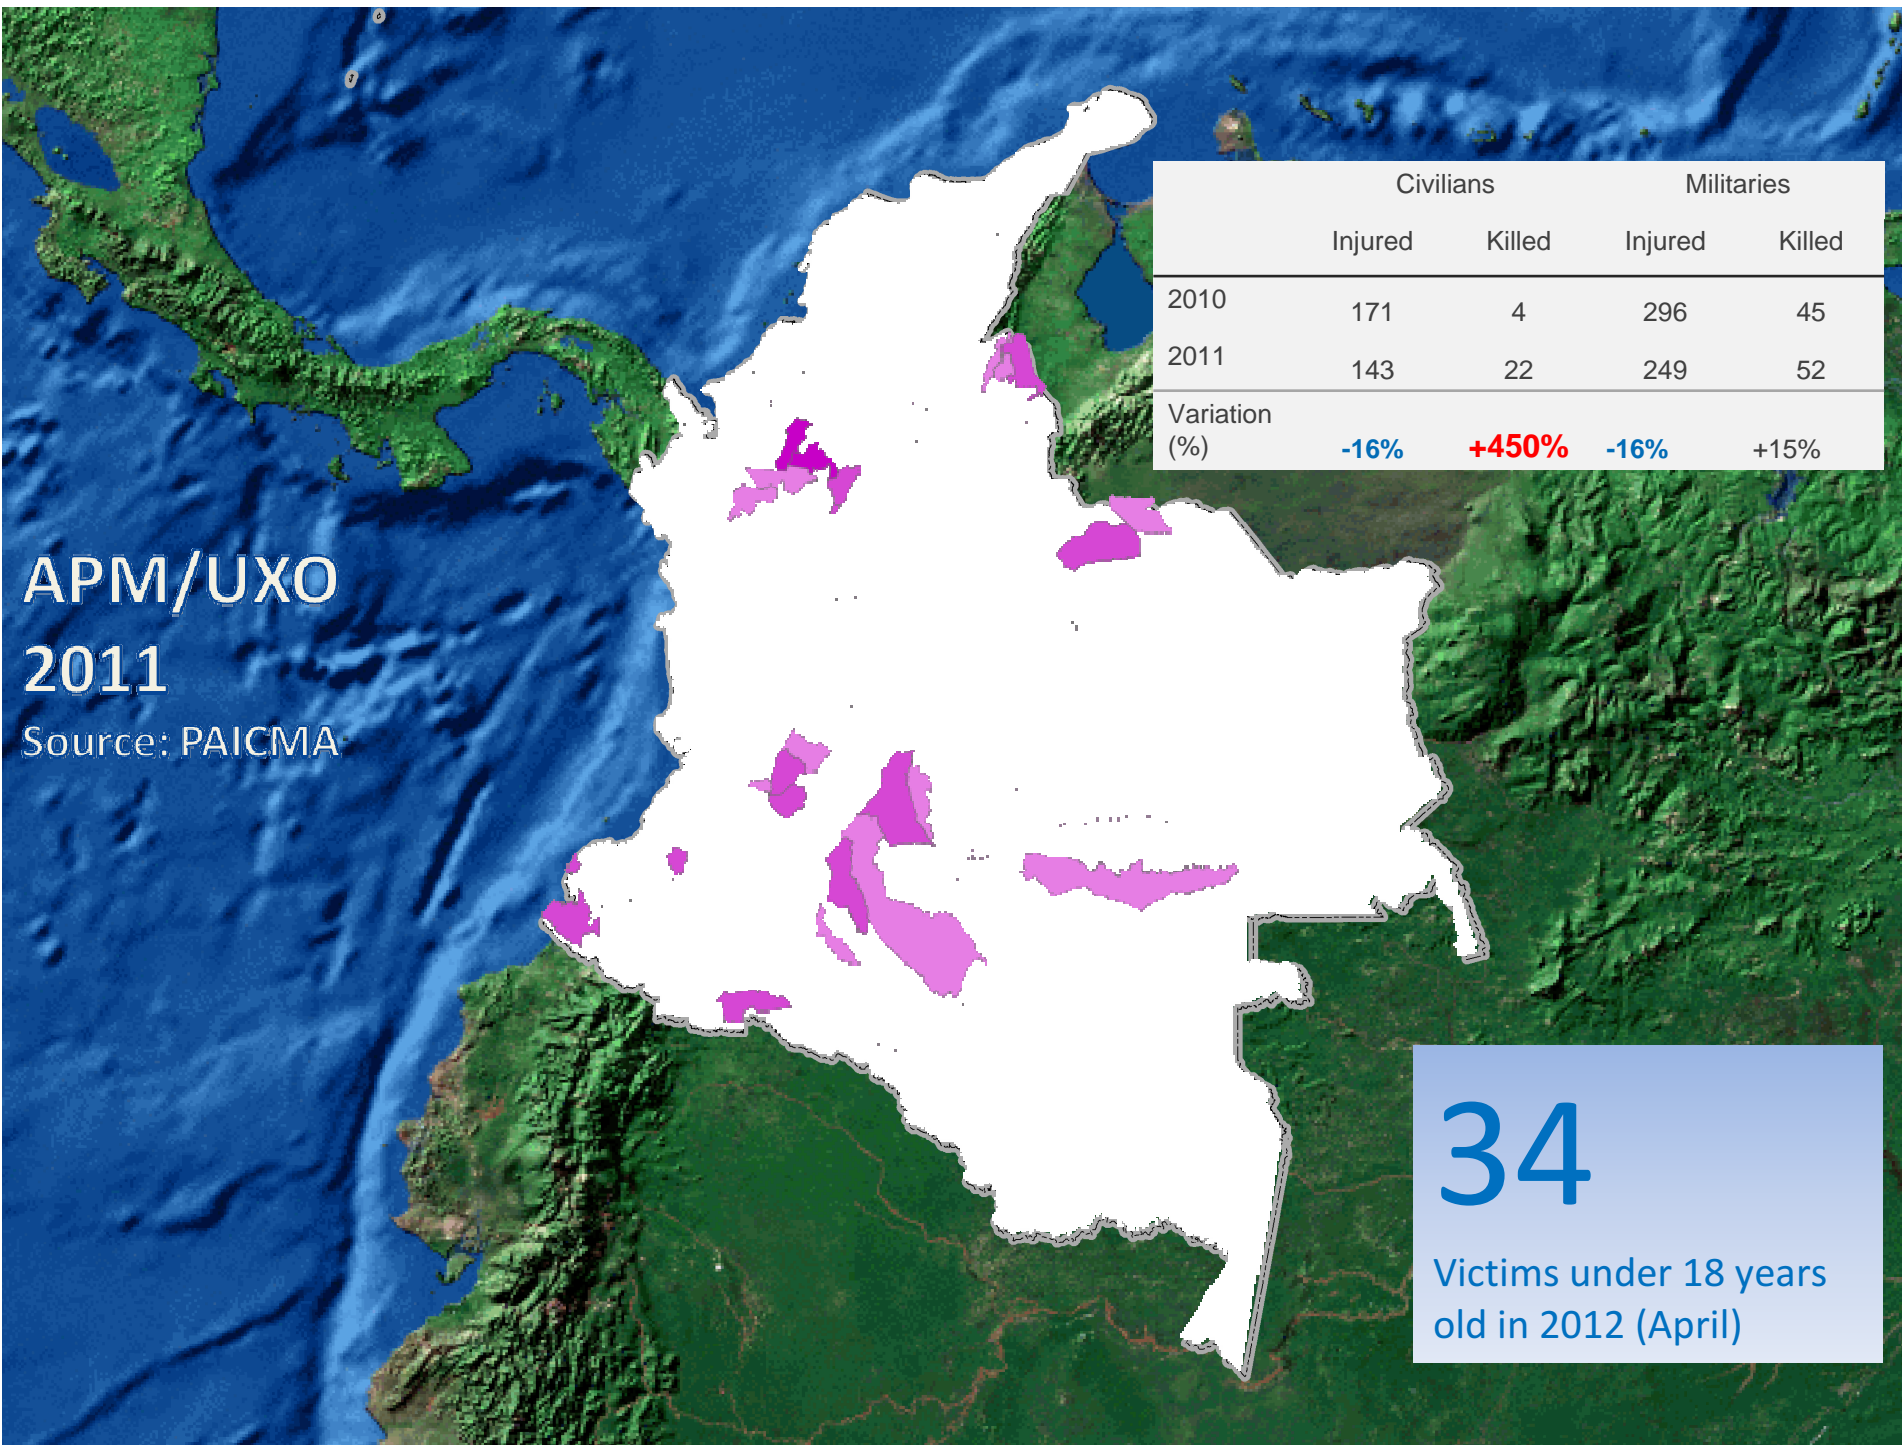 Civilians Militaries
Injured Killed Injured Killed
2010 171 4 296 45
2011 143 22 249 52
Variation
(%) -16% +450% -16% +15%
APM/UXO
2011
Source: PAICMA
34
Victims under 18 years
old in 2012 (April)